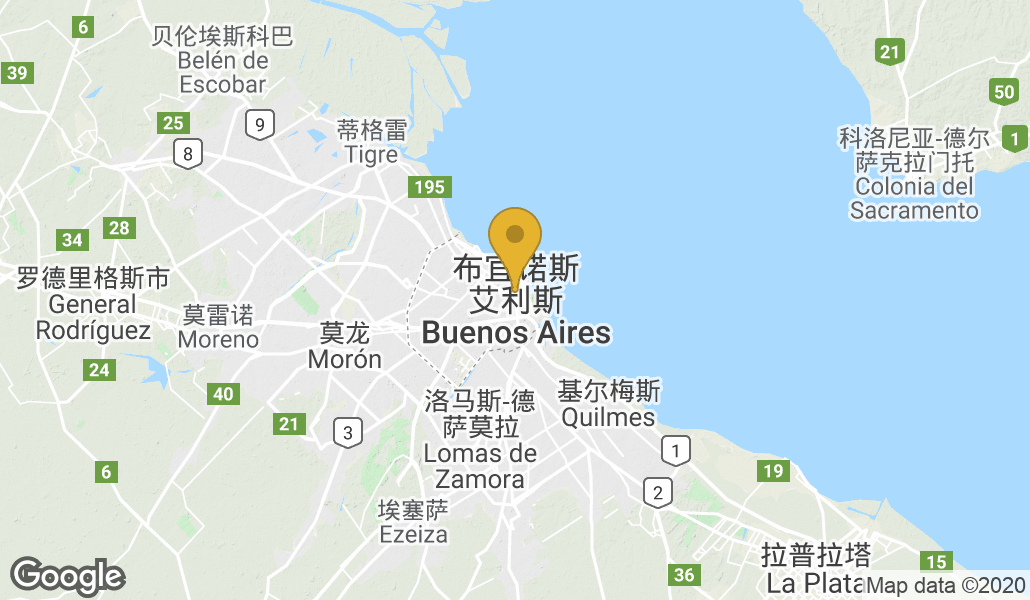 6
贝伦埃斯科巴
Belén de
Escobar
21
39
50
25
9
蒂格雷
Tigre
科洛尼亚-德尔
萨克拉门托
Colonia del
Sacramento
1
8
195
28
34
罗德里格斯市
General
Rodríguez
布宜诺斯
艾利斯
Buenos Aires
莫雷诺
Moreno
莫龙
Morón
24
40
洛马斯-德
萨莫拉
Lomas de
Zamora
基尔梅斯
Quilmes
21
3
1
6
19
2
埃塞萨
Ezeiza
拉普拉塔
La Plata
15
36
Google
Map data ©2020